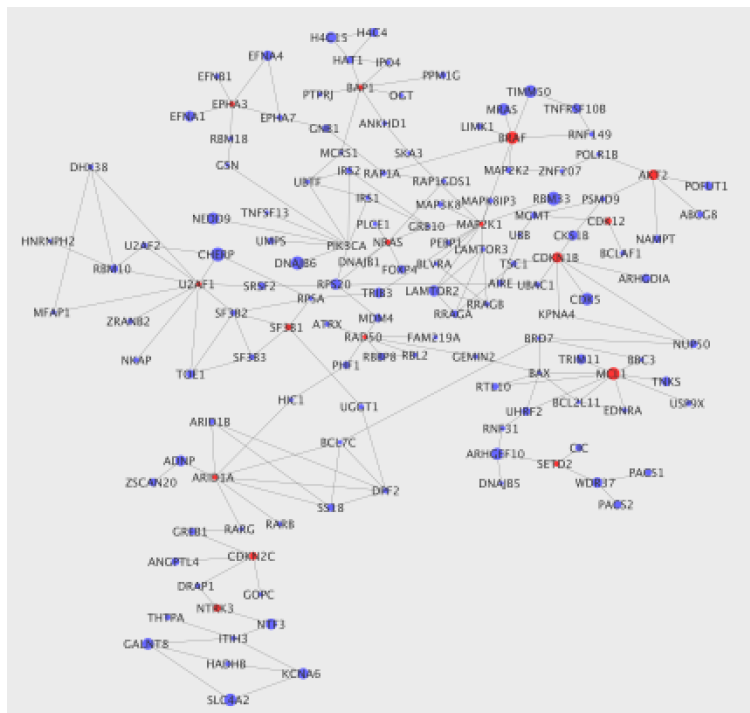 H4C15
H4C4
EFNA4
HAT1
IPO4
EFNB1
PPM1G
BAP1
TIMM50
PTPRJ
OGT
EPHA3
MRAS
TNFRSF10B
EFNA1
EPHA7
GNB1
ANKHD1
LIMK1
BRAF
RNF149
RBM18
MCRS1
SKA3
POLR1B
GSN
IRS2
RAP1A
MAP2K2
ZNF207
AKT2
DHX38
UBTF
RAP1GDS1
POFUT1
IRS1
MAP3K8
MAPK8IP3
RBM33
PSMD9
NEDD9
TNFSF13
PLCE1
GRB10
MAP2K1
MGMT
CDK12
ABCG8
HNRNPH2
U2AF2
UMPS
PIK3CA
NRAS
PEBP1
UBB
CKS1B
NAMPT
CHERP
LAMTOR3
BCLAF1
RBM10
DNAJB6
DNAJB1
FOXP4
BLVRA
TSC1
CDKN1B
U2AF1
SRSF2
RPS20
TRIB3
LAMTOR2
AIRE
UBAC1
ARHGDIA
RPSA
RRAGB
CDK5
MFAP1
ZRANB2
SF3B2
RRAGA
KPNA4
SF3B1
ATRX
MDM4
RAD50
FAM219A
BRD7
NUP50
NKAP
SF3B3
PHF1
RBBP8
RBL2
GEMIN2
TRIM11
BBC3
TOE1
BAX
MCL1
RTL10
TNKS
HIC1
UGGT1
BCL2L11
USP9X
UHRF2
EDNRA
ARID1B
RNF31
BCL7C
ARHGEF10
CIC
ADNP
SETD2
ZSCAN20
ARID1A
DNAJB5
WDR37
PACS1
DPF2
SS18
PACS2
GREB1
RARG
RARB
ANGPTL4
CDKN2C
DRAP1
GOPC
THTPA
NTRK3
NTF3
GALNT8
ITIH3
HADHB
KCNA6
SLC4A2